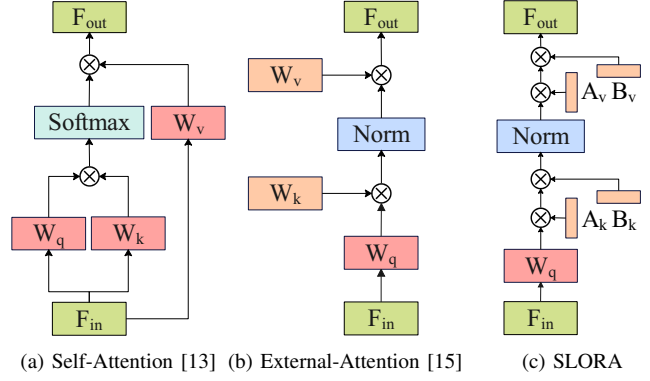 F_out
W_v
Softmax
W_q
W_k
F_in
(a) Self-Attention [13]
F_out
W_v
Norm
W_k
W_q
F_in
(b) External-Attention [15]
F_out
A_v B_v
Norm
A_k B_k
W_q
F_in
(c) SLORA